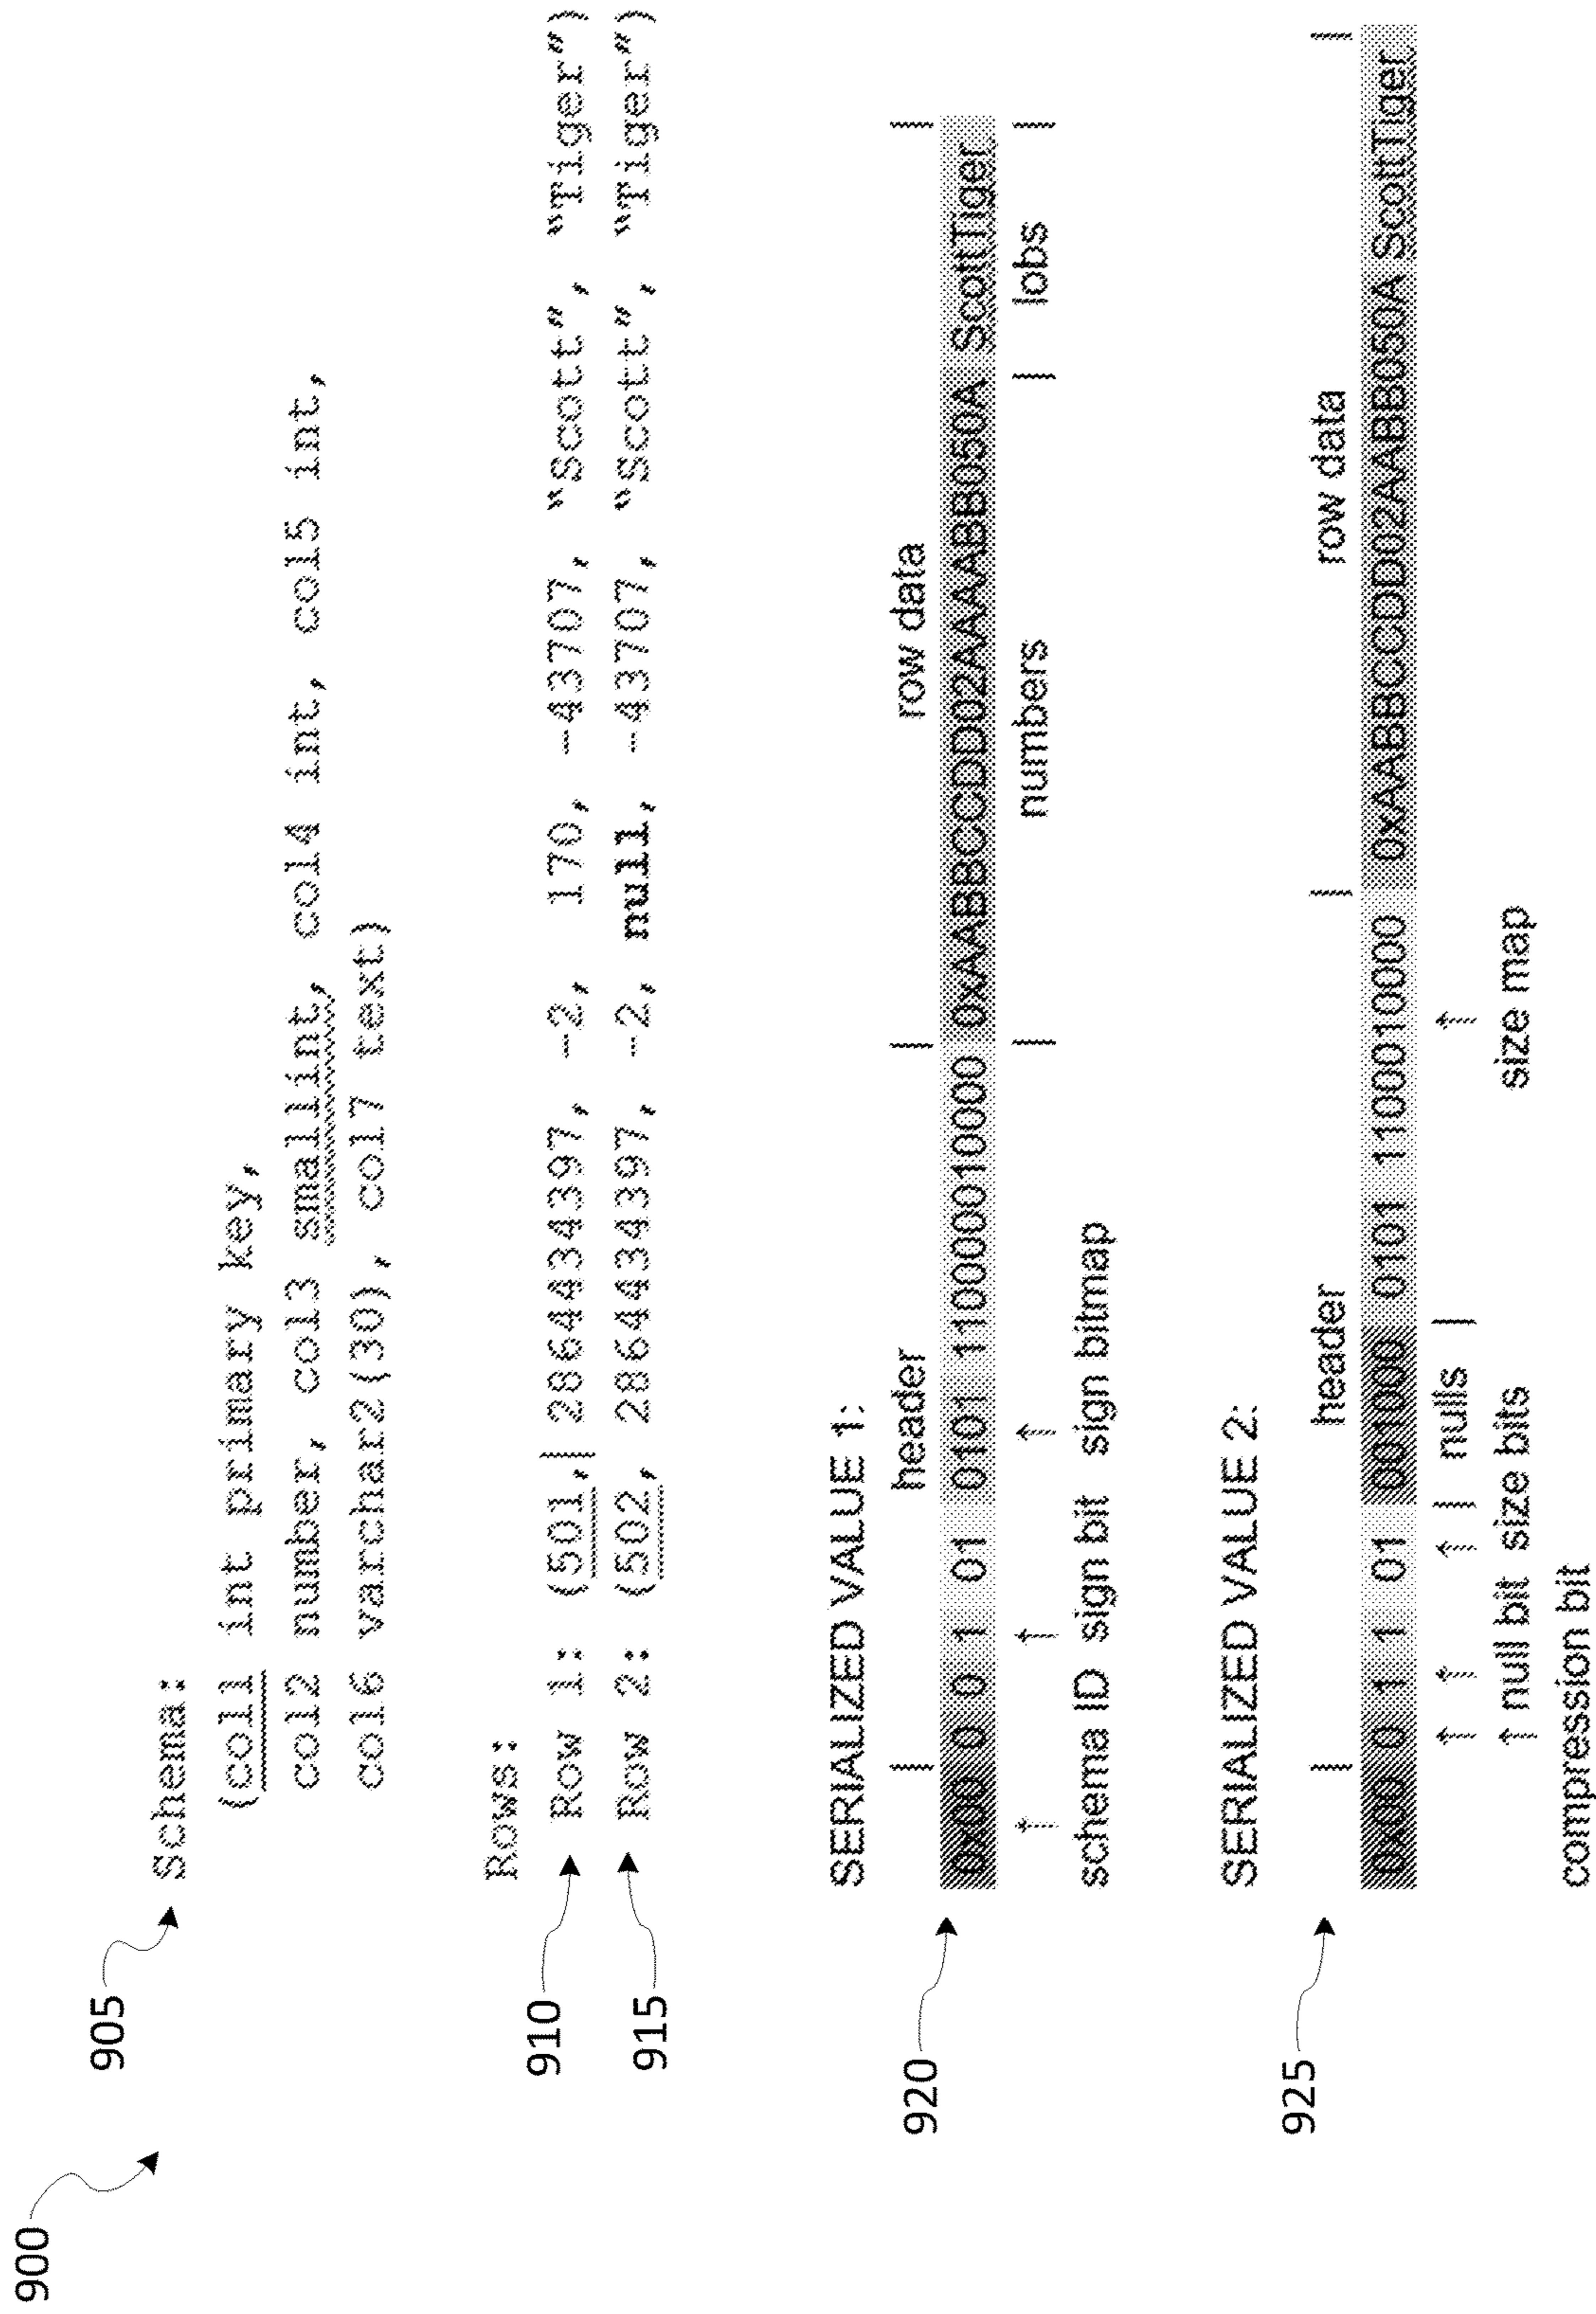 900
905
Schema:
(col1 int primary key,
col2 number, col3 smallint, col4 int, col5 int,
col6 varchar2(30), col7 text)
Rows:
910
Row 1: (501, 2864434397, -2, 170, -43707, "Scott", "Tiger")
915
Row 2: (502, 2864434397, -2, null, -43707, "Scott", "Tiger")
SERIALIZED VALUE 1:
header row data
920
0x00 0 0 1 01 0101 110000010000 0xAABBCCDD02AAAABB050A ScottTiger
↑ ↑ ↑ numbers lobs
schema ID sign bit sign bitmap
SERIALIZED VALUE 2:
header row data
925
0x00 0 1 1 01 001000 0101 1100010000 0xAABBCCDD02AABB050A ScottTiger
↑ ↑ ↑ nulls ↑
↑ null bit size bits size map
compression bit